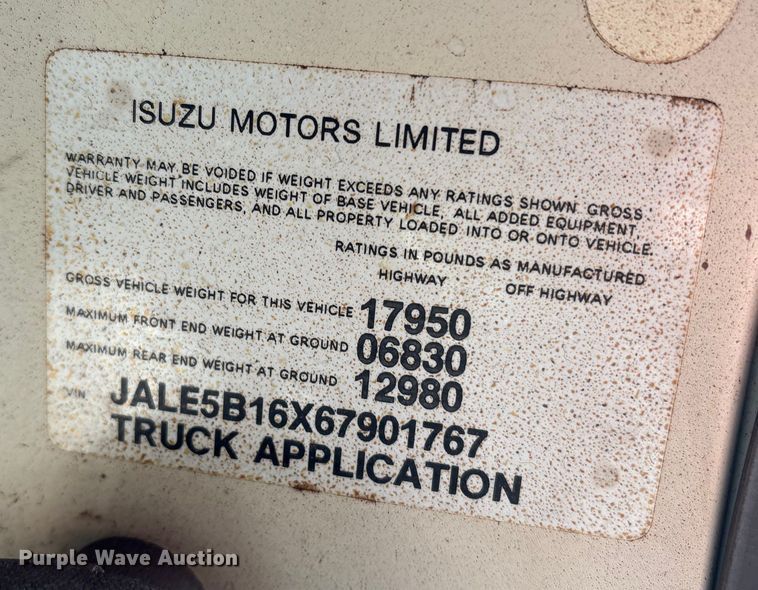 ISUZU MOTORS LIMITED
WARRANTY MAY BE VOIDED IF WEIGHT EXCEEDS ANY RATINGS SHOWN. GROSS
VEHICLE WEIGHT INCLUDES WEIGHT OF BASE VEHICLE, ALL ADDED EQUIPMENT,
DRIVER AND PASSENGERS, AND ALL PROPERTY LOADED INTO OR ONTO VEHICLE.
RATINGS IN POUNDS AS MANUFACTURED
HIGHWAY OFF HIGHWAY
GROSS VEHICLE WEIGHT FOR THIS VEHICLE 17950
MAXIMUM FRONT END WEIGHT AT GROUND 06830
MAXIMUM REAR END WEIGHT AT GROUND 12980
VIN JALE5B16X67901767
TRUCK APPLICATION
Purple Wave Auction